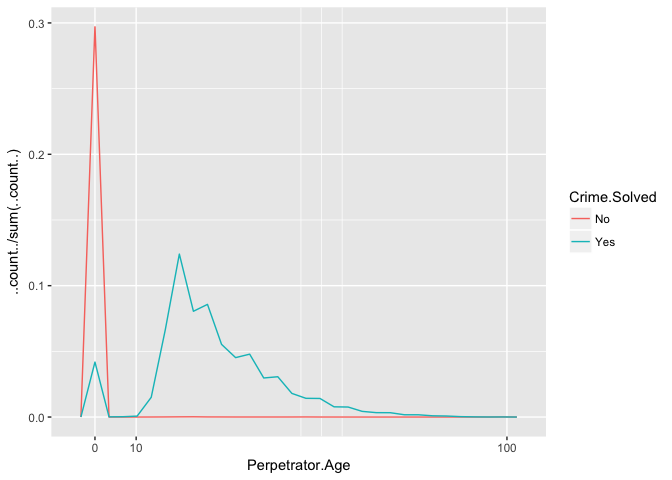 0.3
0.2
0.1
0.0
..count../sum(..count..)
0 10 100
Perpetrator.Age
Crime.Solved
No
Yes